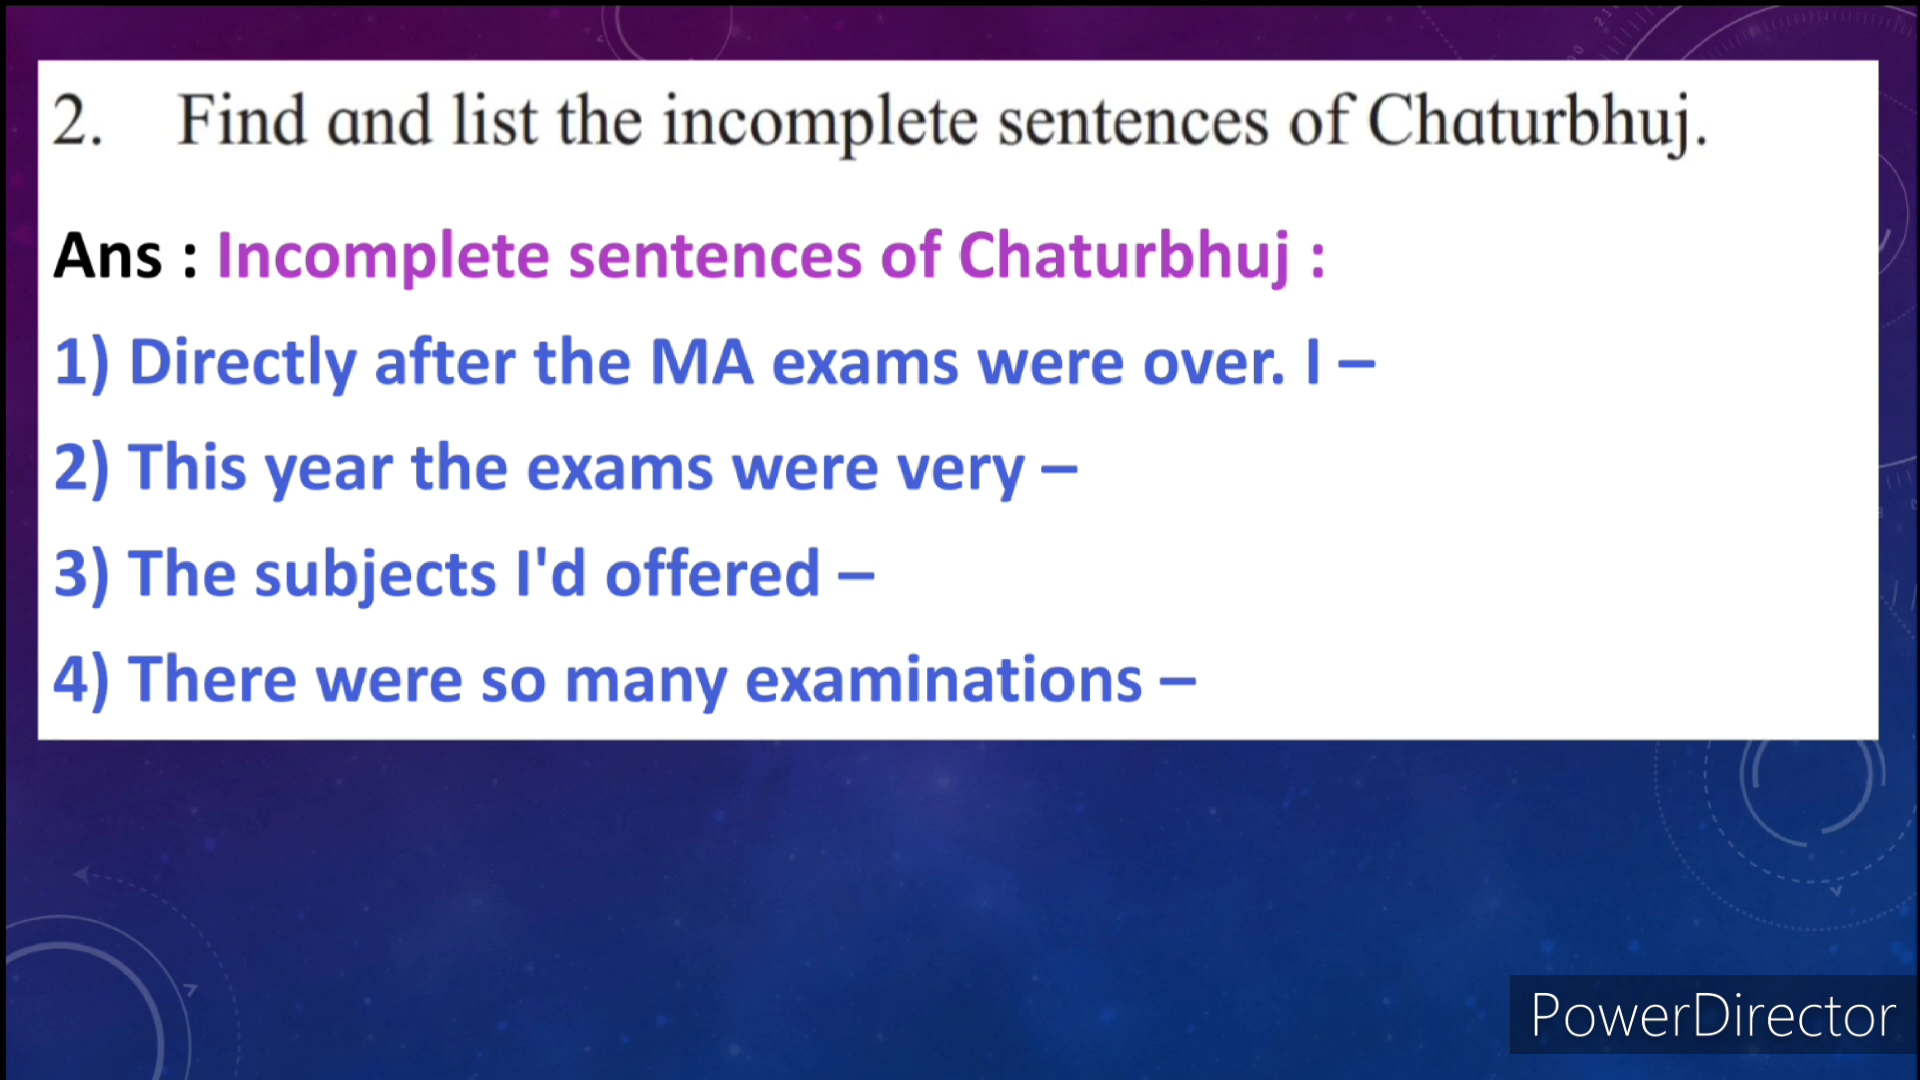 2. Find and list the incomplete sentences of Chaturbhuj.
Ans : Incomplete sentences of Chaturbhuj :
1) Directly after the MA exams were over. I –
2) This year the exams were very –
3) The subjects I'd offered –
4) There were so many examinations –
PowerDirector